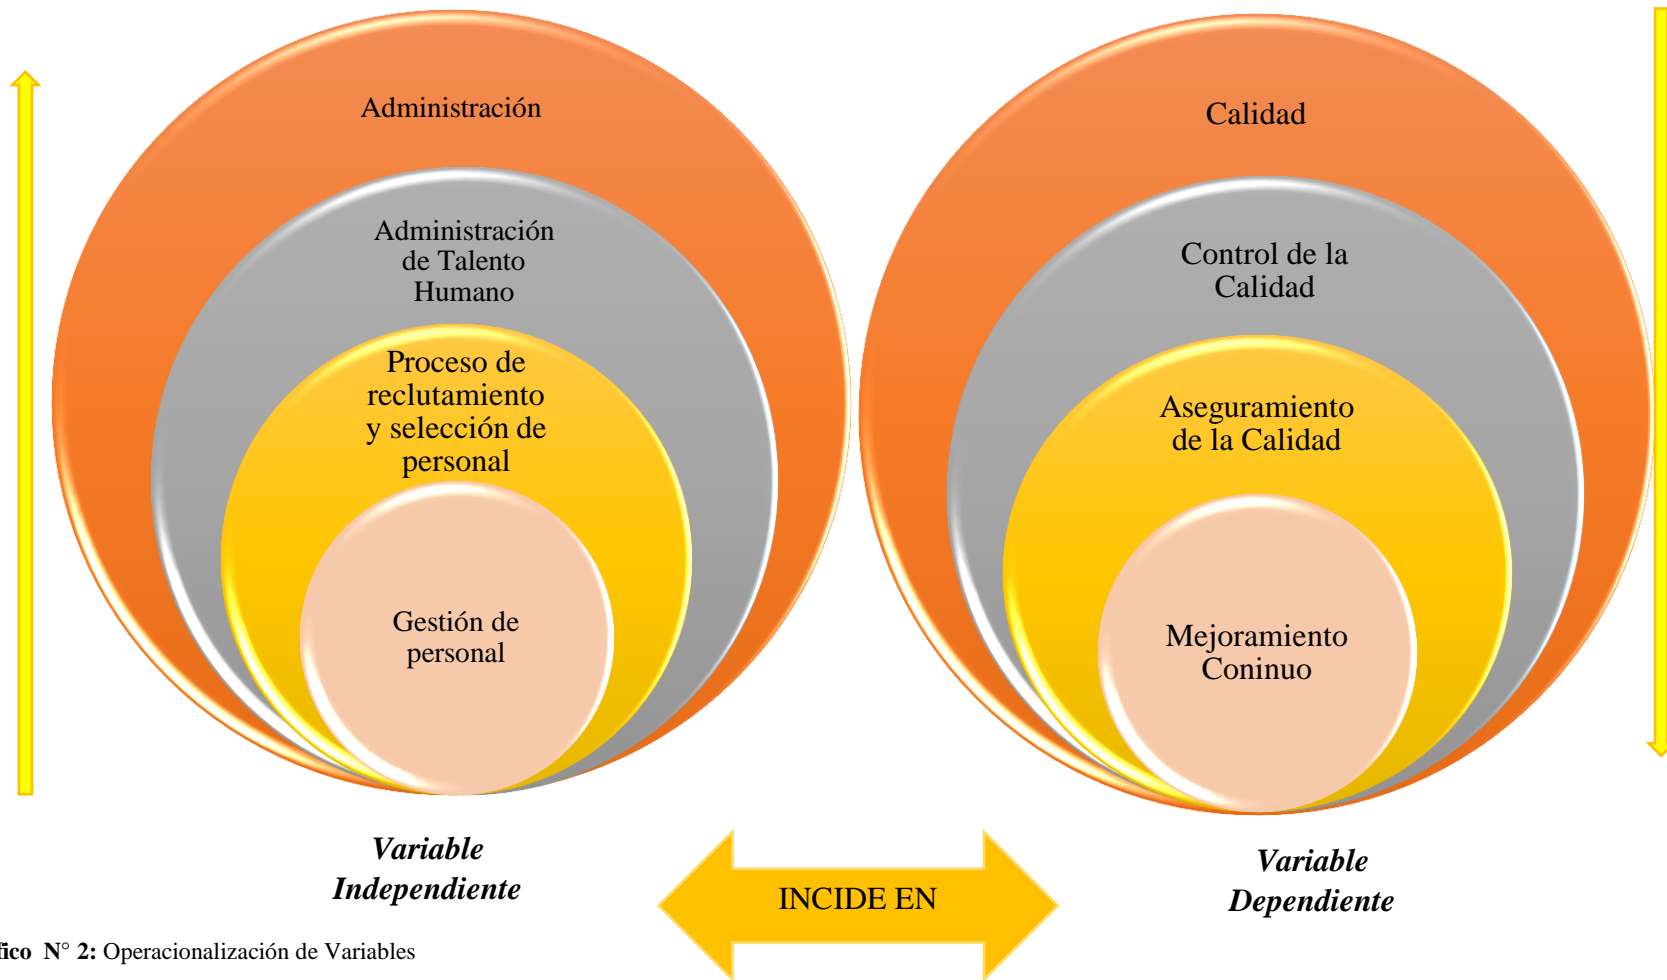 Administración
Administración
de Talento
Humano
Proceso de
reclutamiento
y selección de
personal
Gestión de
personal
Calidad
Control de la
Calidad
Aseguramiento
de la Calidad
Mejoramiento
Coninuo
Variable
Independiente
INCIDE EN
Variable
Dependiente
fico N° 2: Operacionalización de Variables